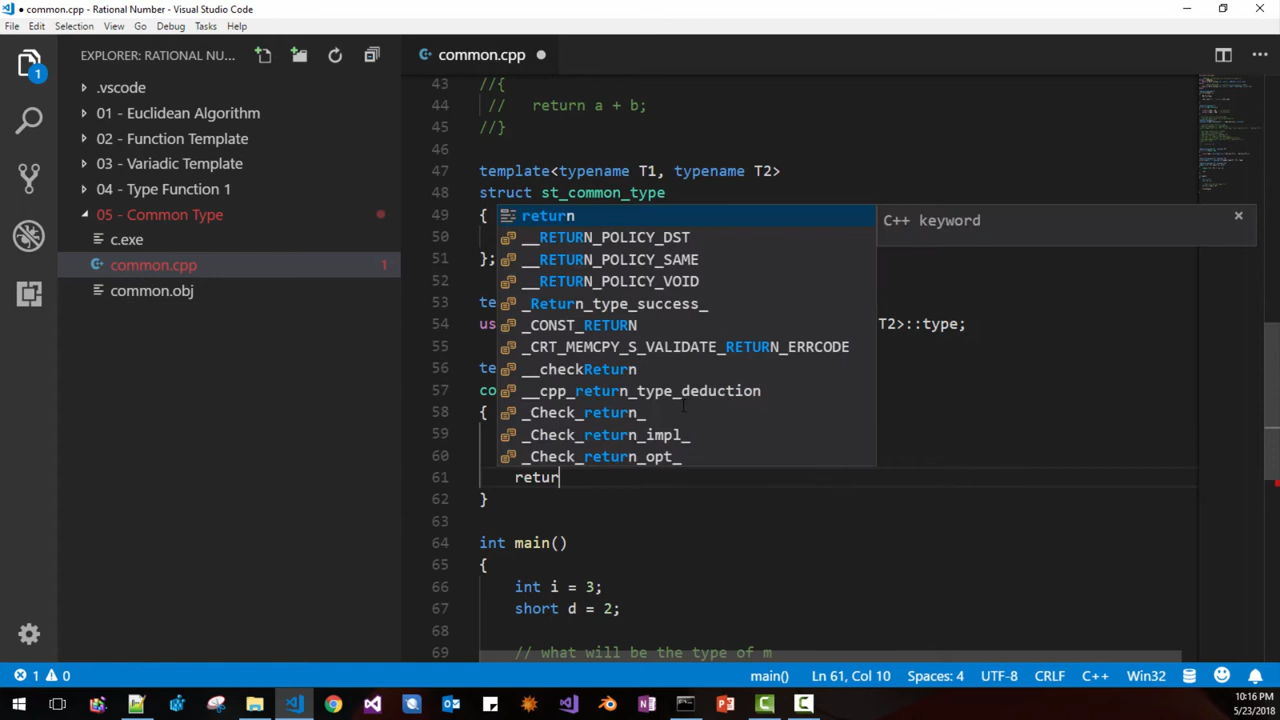 ● common.cpp - Rational Number - Visual Studio Code
File Edit Selection View Go Debug Tasks Help
EXPLORER: RATIONAL NU...
common.cpp ●
1
.vscode
01 - Euclidean Algorithm
02 - Function Template
03 - Variadic Template
04 - Type Function 1
05 - Common Type
c.exe
common.cpp 1
common.obj
43 //{
44 // return a + b;
45 //}
46
47 template<typename T1, typename T2>
48 struct st_common_type
49 {
50
51 };
52
53 te
54 us T2>::type;
55
56 te
57 co
58 {
59
60
61 retur
62 }
63
64 int main()
65 {
66 int i = 3;
67 short d = 2;
68
69 // what will be the type of m
return
__RETURN_POLICY_DST
__RETURN_POLICY_SAME
__RETURN_POLICY_VOID
_Return_type_success_
_CONST_RETURN
_CRT_MEMCPY_S_VALIDATE_RETURN_ERRCODE
__checkReturn
__cpp_return_type_deduction
_Check_return_
_Check_return_impl_
_Check_return_opt_
C++ keyword
1 0 main() Ln 61, Col 10 Spaces: 4 UTF-8 CRLF C++ Win32
10:16 PM
5/23/2018